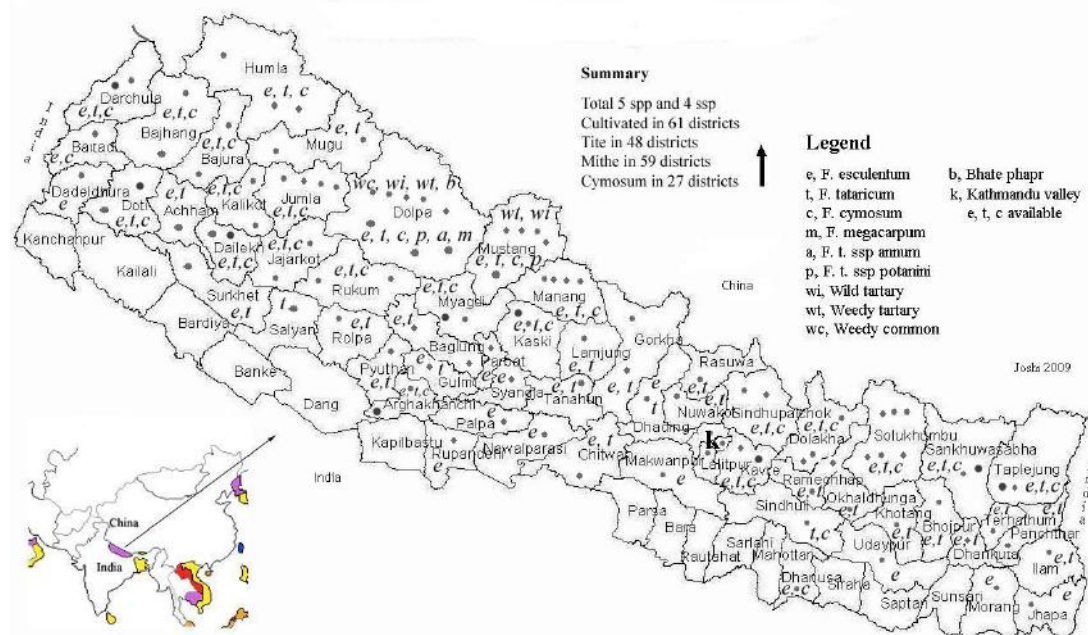 Summary
Total 5 spp and 4 ssp
Cultivated in 61 districts
Tite in 48 districts
Mithe in 59 districts
Cymosum in 27 districts
Legend
e, F. esculentum
t, F. tataricum
c, F. cymosum
m, F. megacarpum
a, F. t. ssp annum
p, F. t. ssp potanini
wi, Wild tartary
wt, Weedy tartary
wc, Weedy common
b, Bhate phapr
k, Kathmandu valley
e, t, c available
Joshi 2009
China
India
Humla
e, t, c
Darchula
e,t,c
Bajhang
e,t,c
Baitadi
e,c
Bajura
e,t,c
Mugu
e, t
Dadeldhura
e
Doti
e,t,c
Achham
e,t
Kalikot
e,t,c
Jumla
e,t,c
wc, wi, wt, b
Dolpa
e, t, c, p, a, m
wt, wi
Mustang
e, t, c, p
Kanchanpur
Kailali
Dailekh
e,t,c
Jajarkot
e,t,c
Rukum
e,t,c
Surkhet
e,t
Salyan
t
Rolpa
e,t
Bardiya
Banke
Dang
Myagdi
e,t,c
Manang
e, t, c
Kaski
e,t,c
Lamjung
e, t
Gorkha
e, t
Baglung
e,t
Parbat
e
Pyuthan
e,t
Gulmi
e
t
Syangja
e
Tanahun
e, t
Arghakhanchi
e,t,c
Palpa
e
Kapilbastu
Rupandehi
e
Nawalparasi
e
Chitwan
e, t
Rasuwa
e,t
Nuwakot
e,t
Dhading
e
t
Sindhupalchok
e,t,c
Dolakha
e,t,c
k
Lalitpur
Kavre
e,t,c
Makwanpur
e
Ramechhap
e,t
Sindhuli
t,c
Okhaldhunga
e,t
Solukhumbu
e,t,c
Sankhuwasabha
e,t,c
Taplejung
e,t,c
Khotang
e,t
Bhojpur
e,t
Terhathum
e,t
Panchthar
e,t
Dhankuta
e,t
Udaypur
e
Ilam
e,t
Parsa
Bara
Rautahat
Sarlahi
Mahottari
Dhanusa
e,c
Siraha
Saptari
Sunsari
Morang
e
Jhapa
e
India
China
India